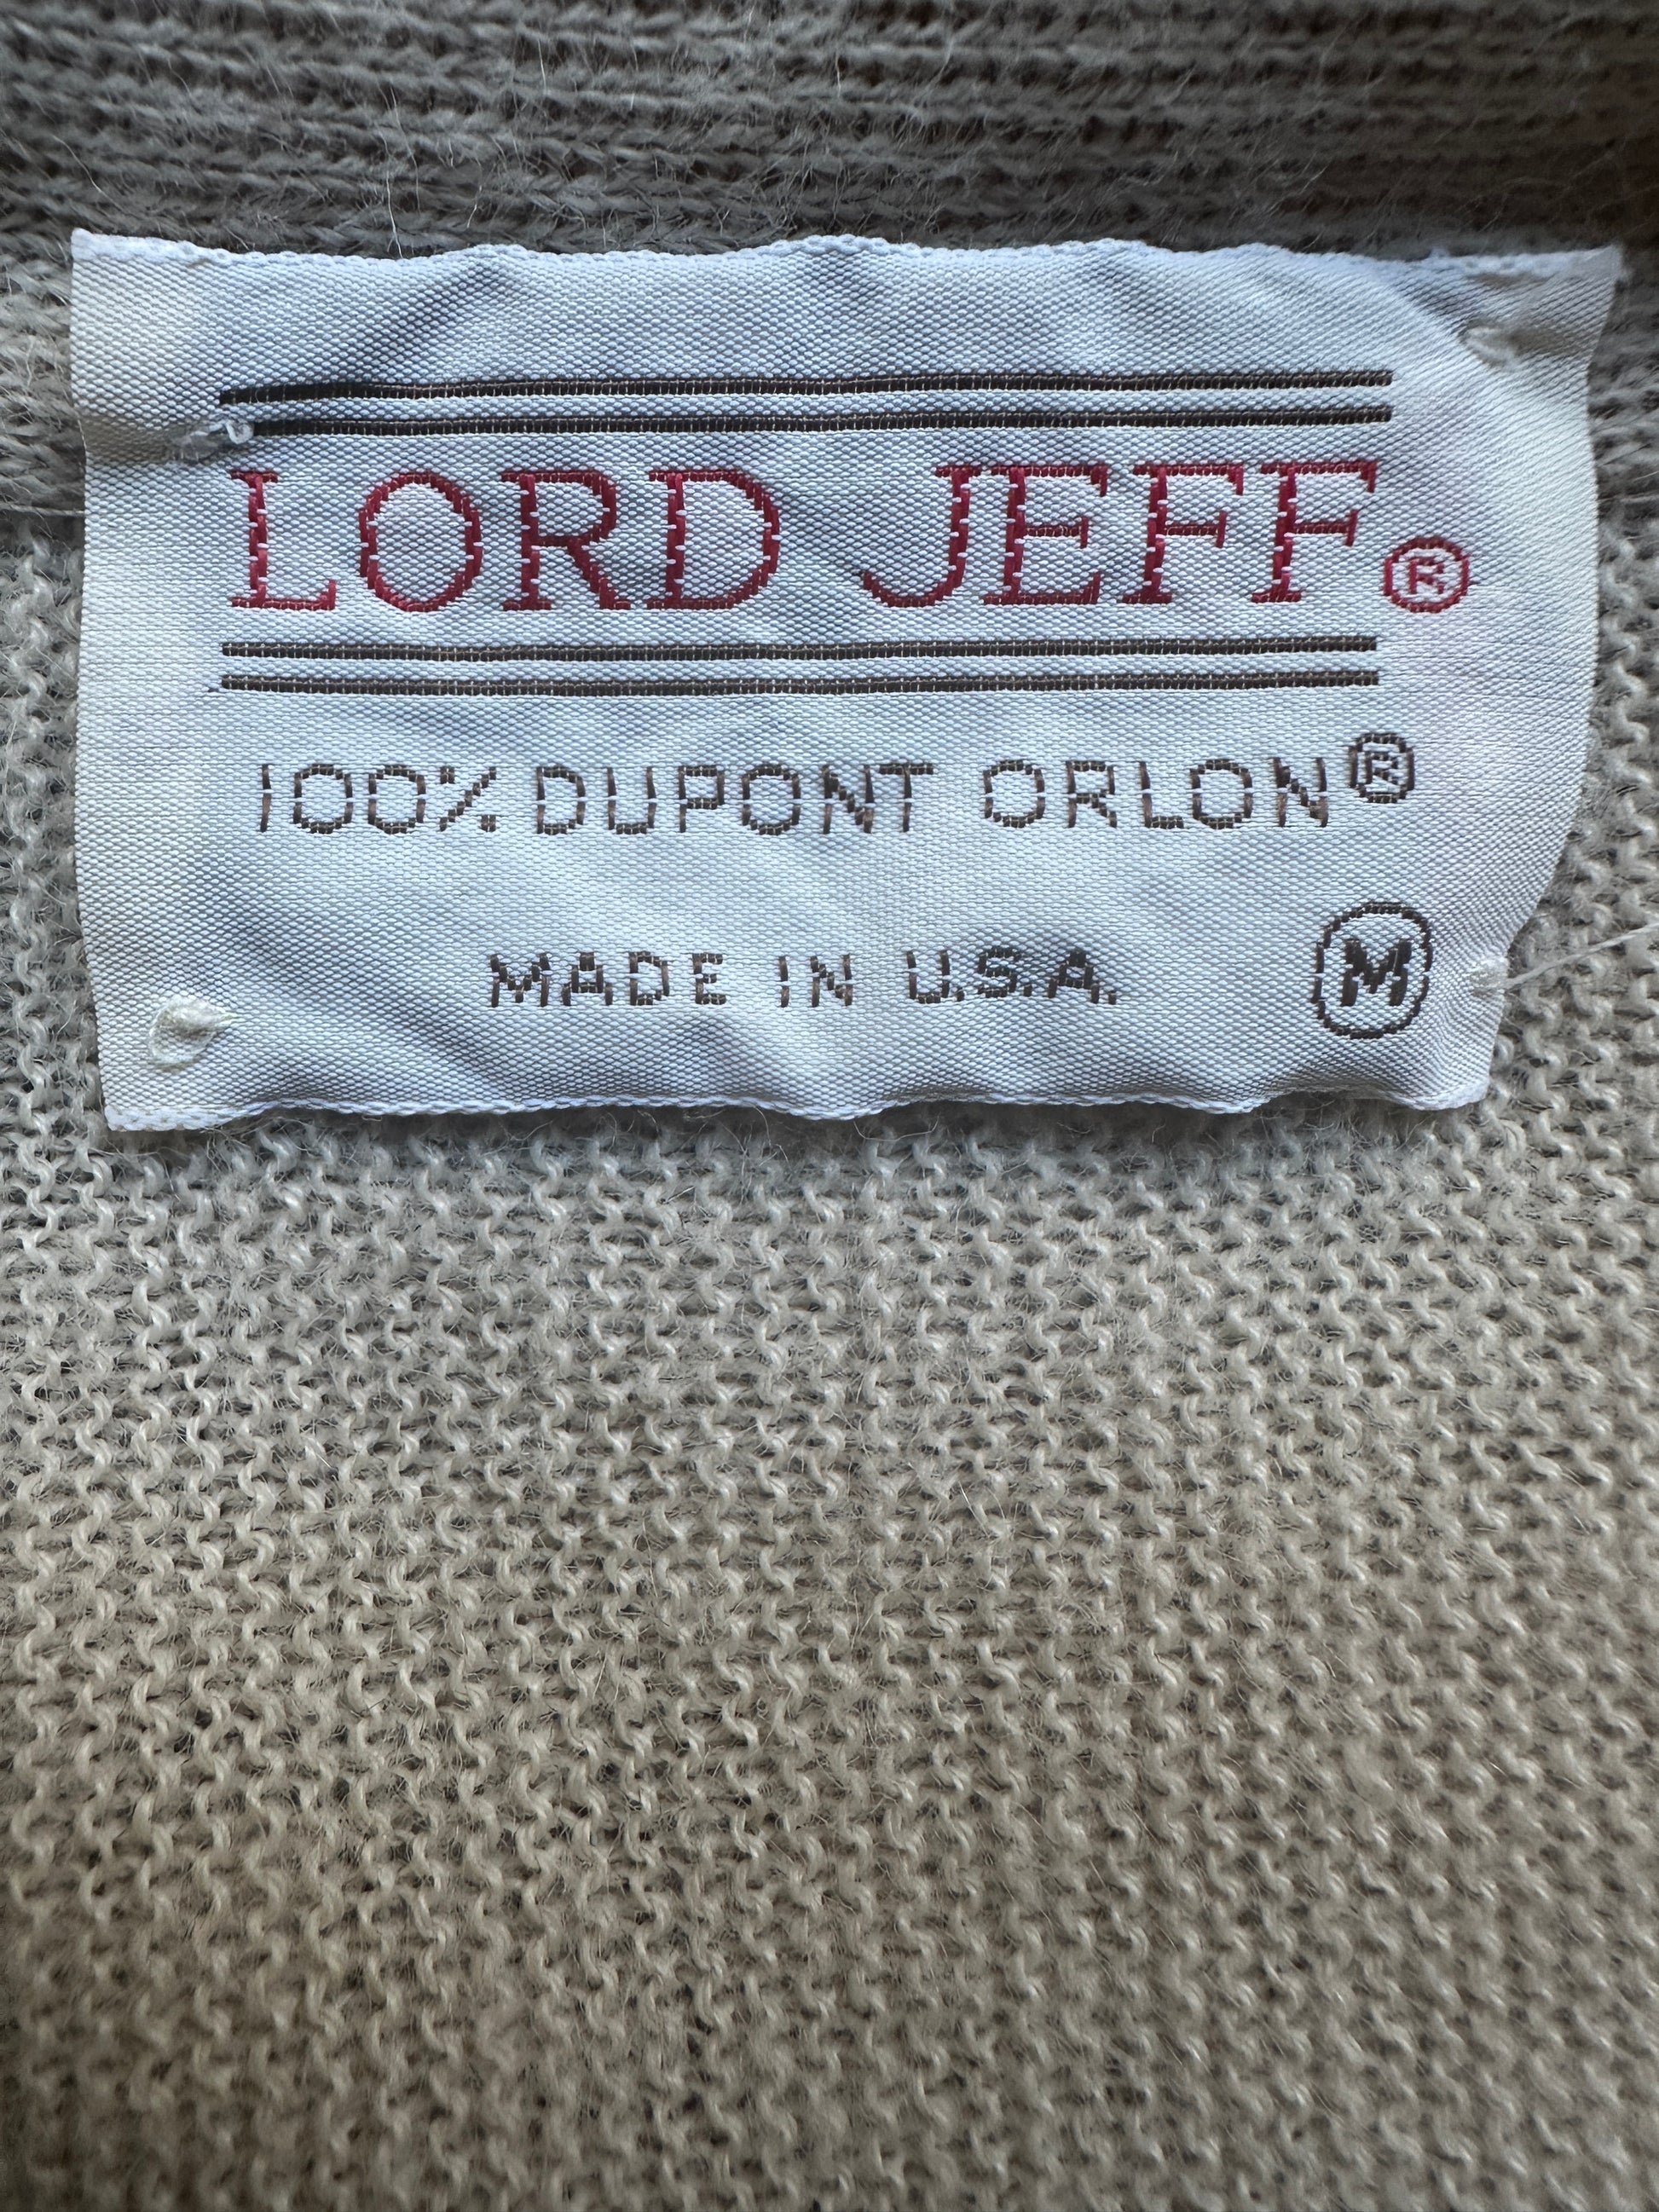 LORD JEFF®
100% DUPONT ORLON®
MADE IN U.S.A. M